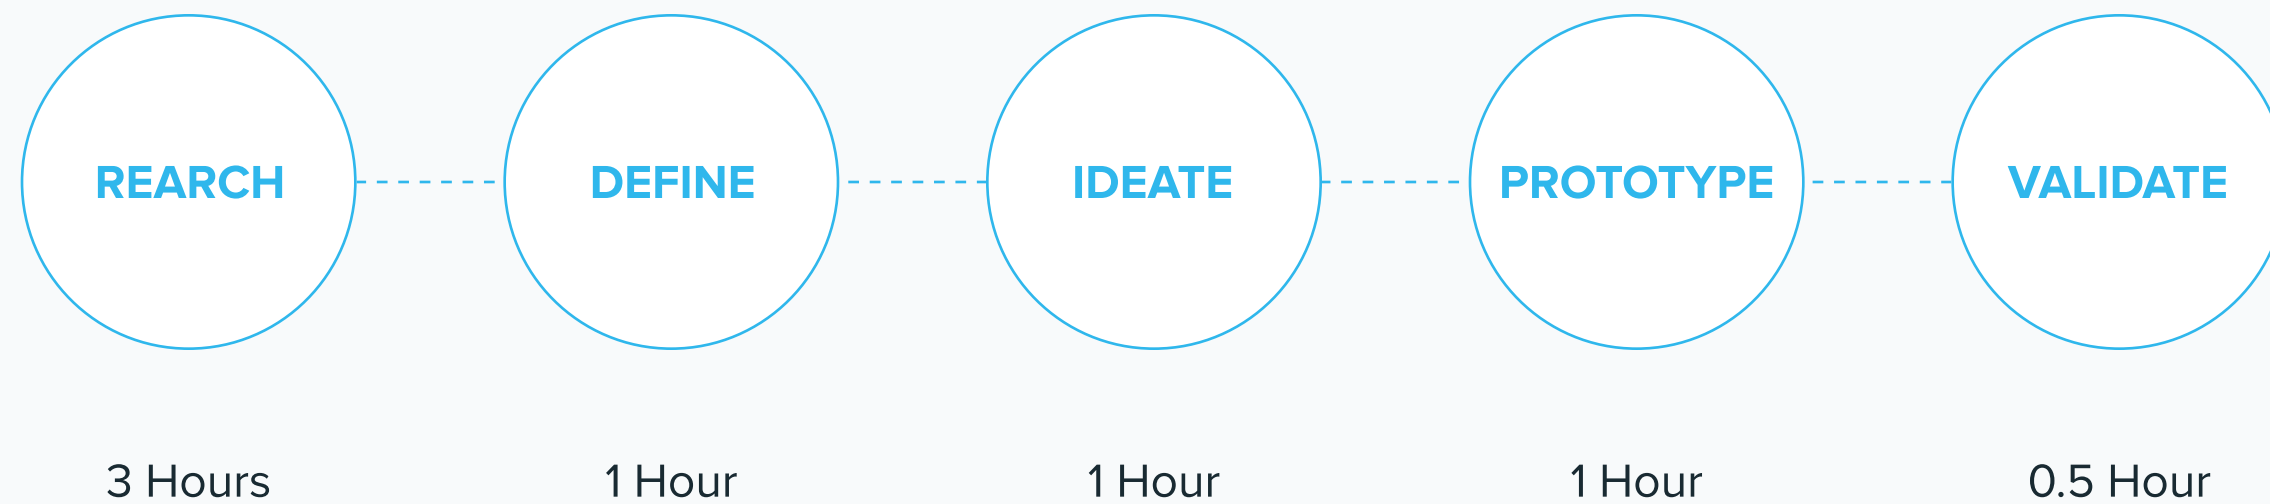 REARCH
DEFINE
IDEATE
PROTOTYPE
VALIDATE
3 Hours
1 Hour
1 Hour
1 Hour
0.5 Hour